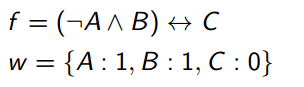 f = (¬A ∧ B) ↔ C
w = {A : 1, B : 1, C : 0}